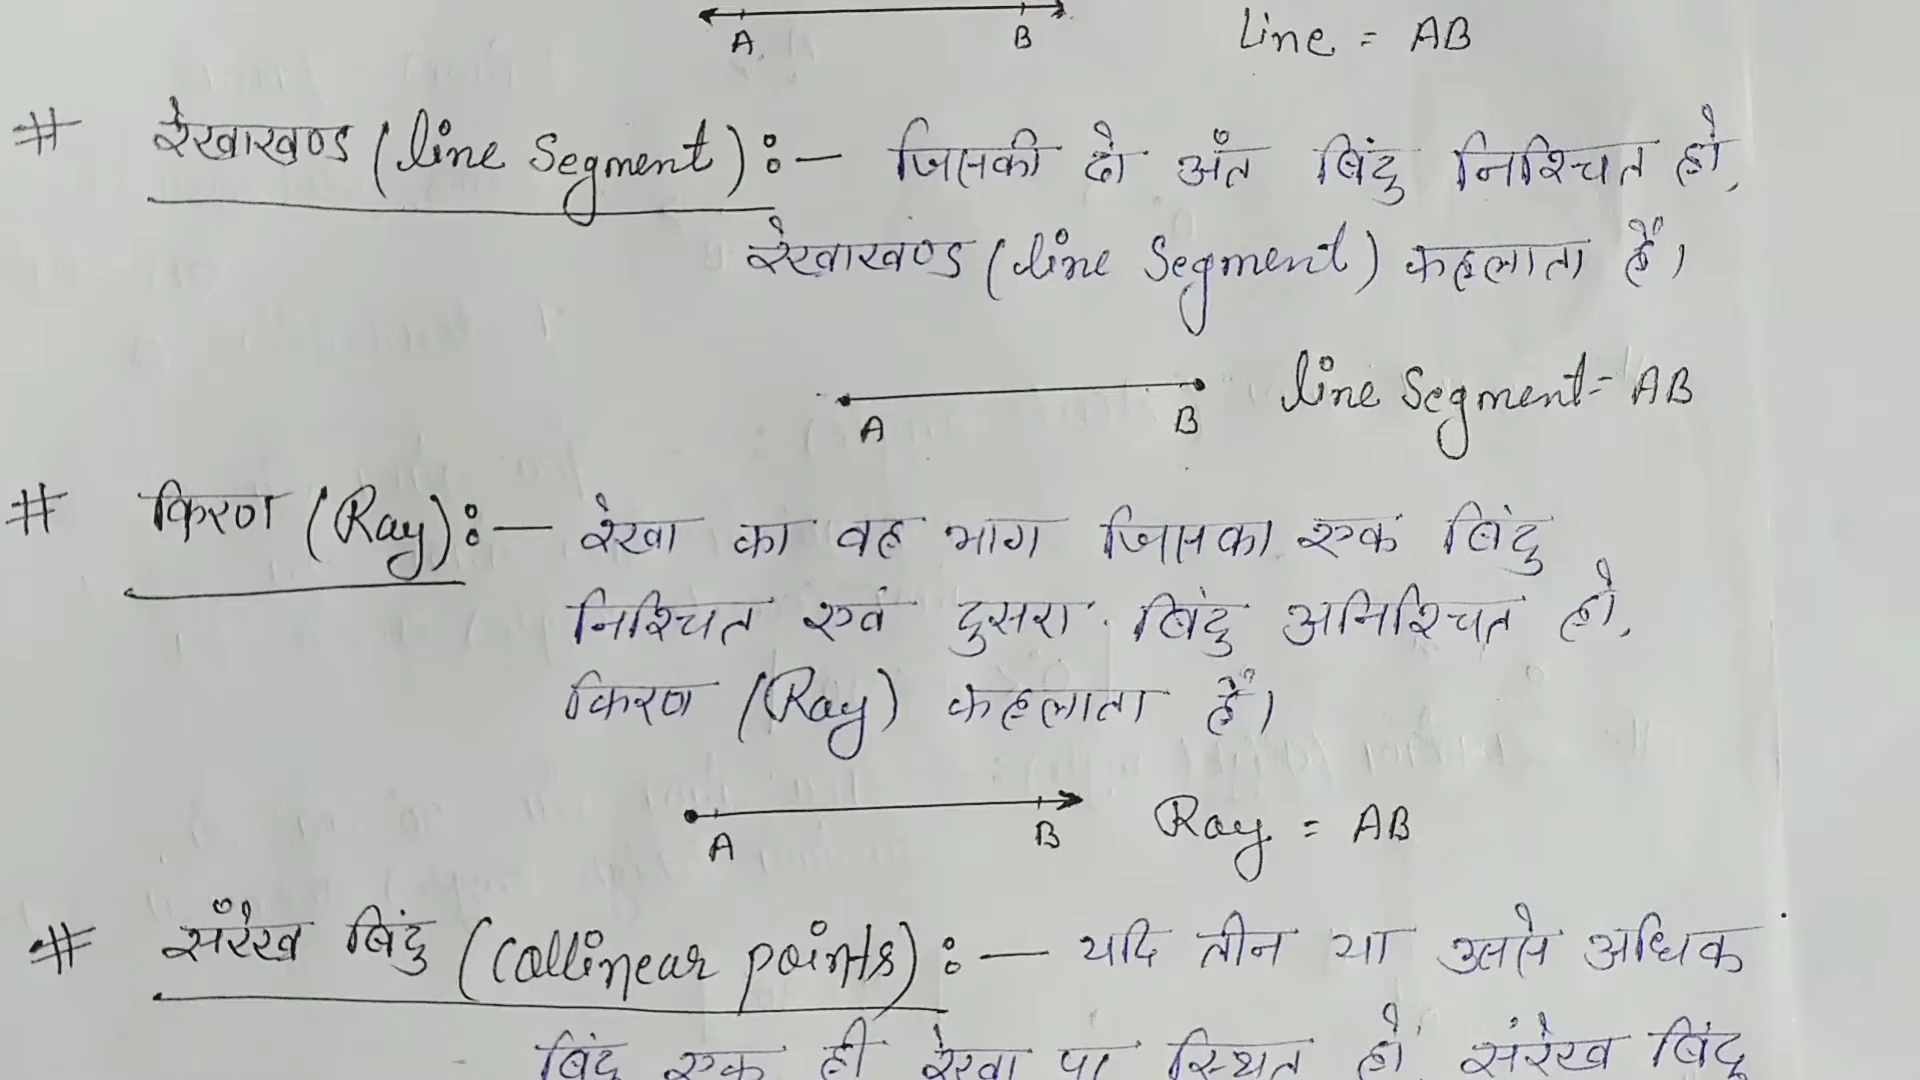 A B Line = AB
# रेखाखण्ड (line segment) :— जिसकी दो अंत बिंदु निश्चित हो,
रेखाखण्ड (line segment) कहलाता हैं।
A B line segment = AB
# किरण (Ray) :— रेखा का वह भाग जिसका एक बिंदु
निश्चित एवं दुसरा बिंदु अनिश्चित हो,
किरण (Ray) कहलाता हैं।
A B Ray = AB
# संरेख बिंदु (collinear points) :— यदि तीन या उससे अधिक
बिंदु एक ही रेखा पर स्थित हो संरेख बिंदू